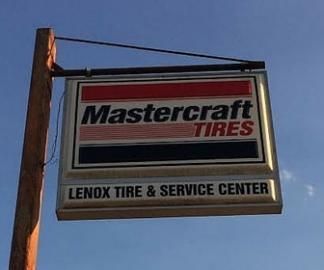 Mastercraft
TIRES
LENOX TIRE & SERVICE CENTER